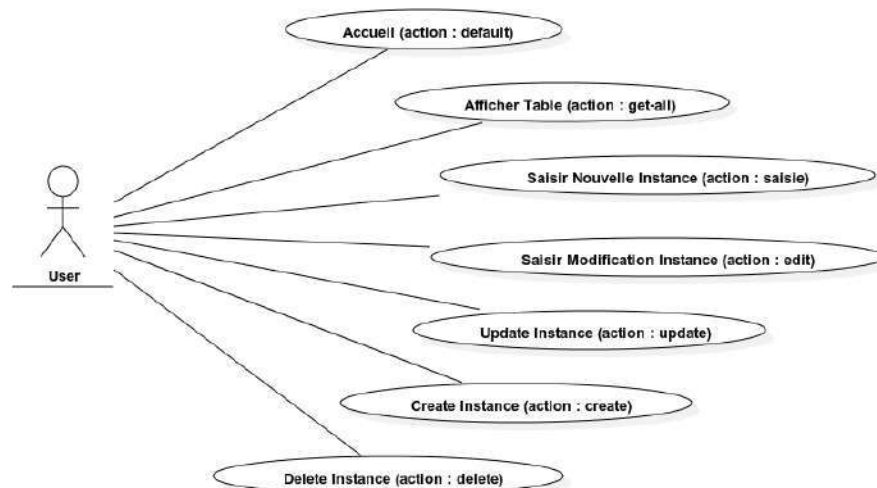 Accueil (action : default)
Afficher Table (action : get-all)
Saisir Nouvelle Instance (action : saisie)
Saisir Modification Instance (action : edit)
User
Update Instance (action : update)
Create Instance (action : create)
Delete Instance (action : delete)